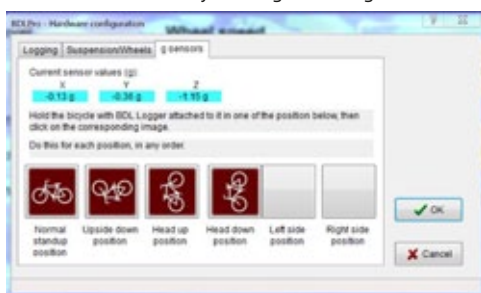 BDLPro - Hardware configuration
Logging Suspension/Wheels g sensors
Current sensor values (g):
X Y Z
-0.13 g -0.36 g -1.15 g
Hold the bicycle with BDL Logger attached to it in one of the position below, then
click on the corresponding image.
Do this for each position, in any order.
Normal standup position
Upside down position
Head up position
Head down position
Left side position
Right side position
OK
Cancel